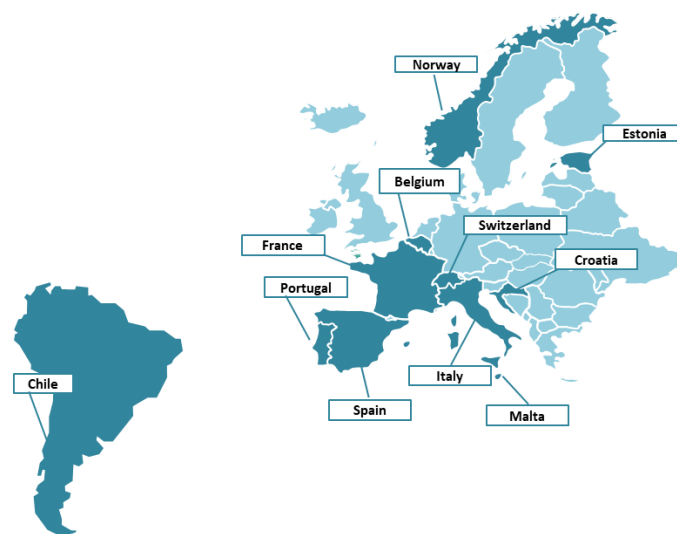 Norway
Estonia
Belgium
Switzerland
France
Croatia
Portugal
Chile
Italy
Spain
Malta